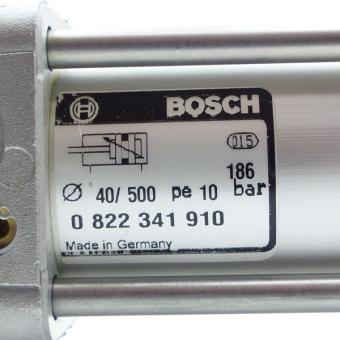 BOSCH
015
186
Ø 40/ 500 pe 10 bar
0 822 341 910
Made in Germany